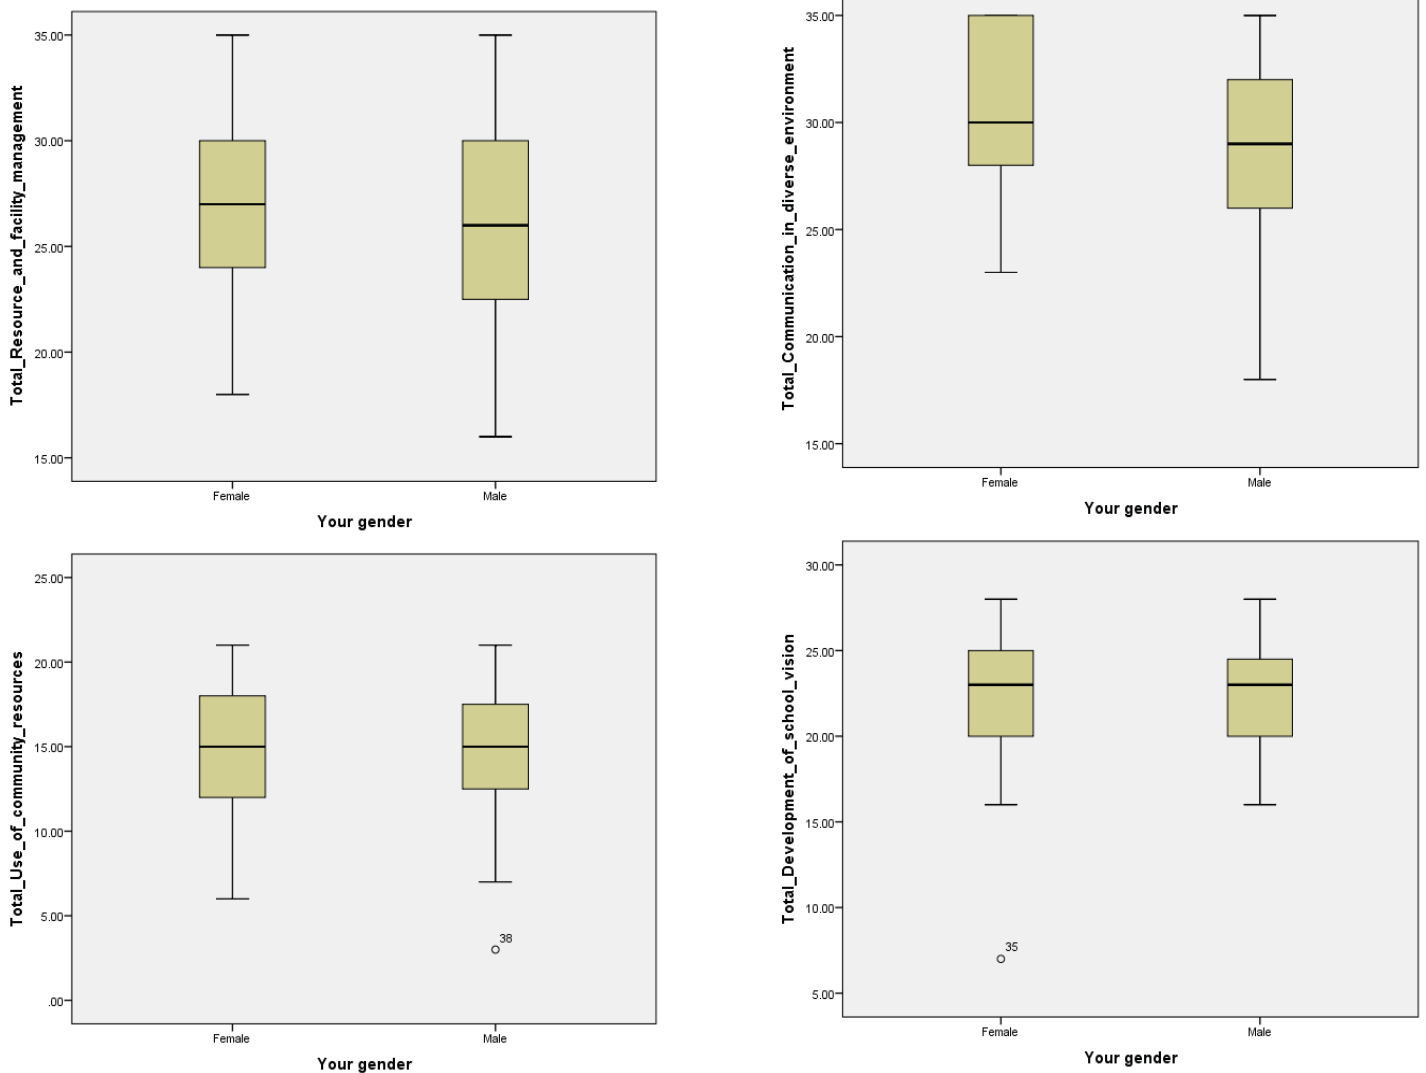 Total_Resource_and_facility_management
35.00
30.00
25.00
20.00
15.00
Female
Male
Your gender
Total_Communication_in_diverse_environment
35.00
30.00
25.00
20.00
15.00
Female
Male
Your gender
Total_Use_of_community_resources
25.00
20.00
15.00
10.00
5.00
.00
38
Female
Male
Your gender
Total_Development_of_school_vision
30.00
25.00
20.00
15.00
10.00
5.00
35
Female
Male
Your gender